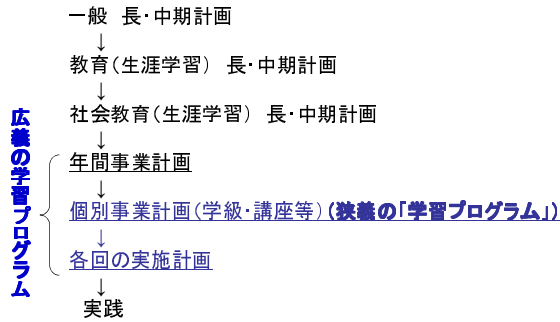 一般　長・中期計画
↓
教育（生涯学習）　長・中期計画
↓
社会教育（生涯学習）　長・中期計画
↓
年間事業計画
↓
個別事業計画（学級・講座等）（狭義の「学習プログラム」）
↓
各回の実施計画
↓
実践
広義の学習プログラム